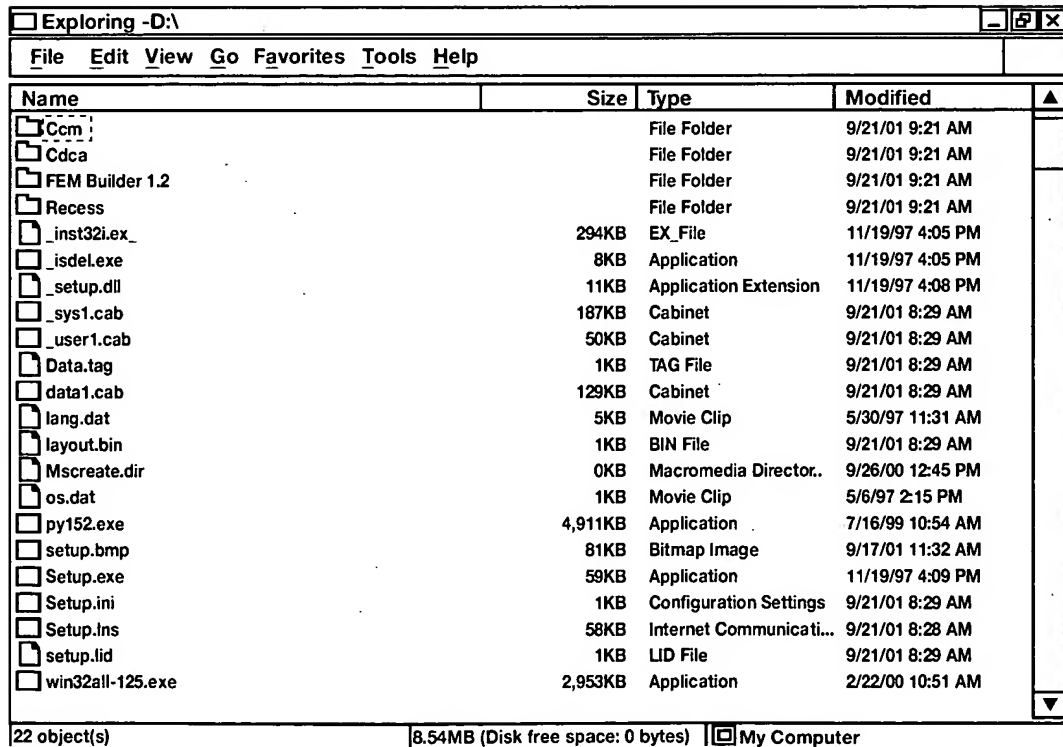 Exploring -D:\
File Edit View Go Favorites Tools Help
Name Size Type Modified
Ccm File Folder 9/21/01 9:21 AM
Cdca File Folder 9/21/01 9:21 AM
FEM Builder 1.2 File Folder 9/21/01 9:21 AM
Recess File Folder 9/21/01 9:21 AM
_inst32i.ex_ 294KB EX_File 11/19/97 4:05 PM
_isdel.exe 8KB Application 11/19/97 4:05 PM
_setup.dll 11KB Application Extension 11/19/97 4:08 PM
_sys1.cab 187KB Cabinet 9/21/01 8:29 AM
_user1.cab 50KB Cabinet 9/21/01 8:29 AM
Data.tag 1KB TAG File 9/21/01 8:29 AM
data1.cab 129KB Cabinet 9/21/01 8:29 AM
lang.dat 5KB Movie Clip 5/30/97 11:31 AM
layout.bin 1KB BIN File 9/21/01 8:29 AM
Mscreate.dir 0KB Macromedia Director.. 9/26/00 12:45 PM
os.dat 1KB Movie Clip 5/6/97 2:15 PM
py152.exe 4,911KB Application 7/16/99 10:54 AM
setup.bmp 81KB Bitmap Image 9/17/01 11:32 AM
Setup.exe 59KB Application 11/19/97 4:09 PM
Setup.ini 1KB Configuration Settings 9/21/01 8:29 AM
Setup.Ins 58KB Internet Communicati... 9/21/01 8:28 AM
setup.lid 1KB LID File 9/21/01 8:29 AM
win32all-125.exe 2,953KB Application 2/22/00 10:51 AM
22 object(s) 8.54MB (Disk free space: 0 bytes) My Computer